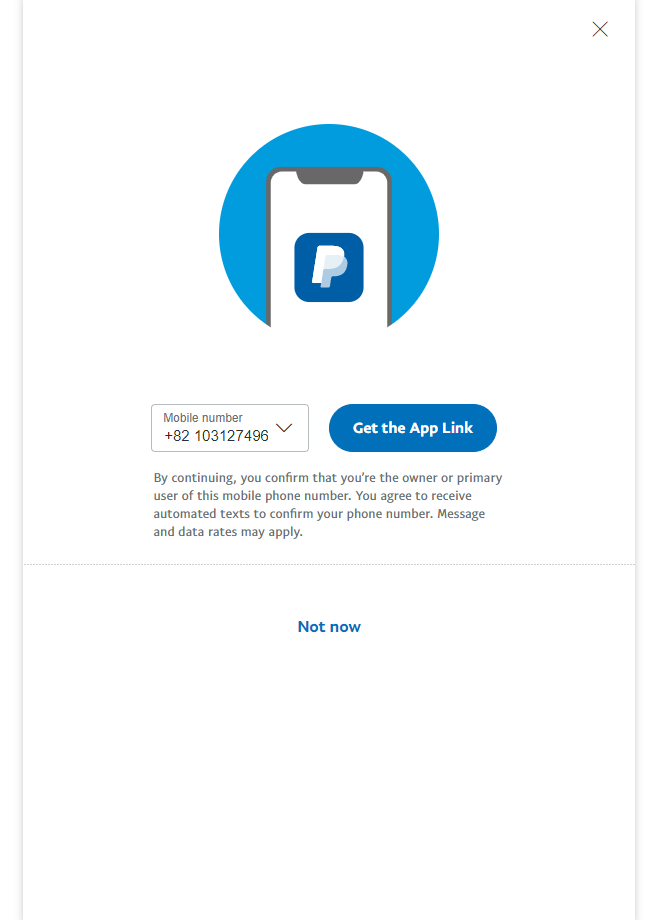 Mobile number
+82 103127496
Get the App Link
By continuing, you confirm that you're the owner or primary
user of this mobile phone number. You agree to receive
automated texts to confirm your phone number. Message
and data rates may apply.
Not now